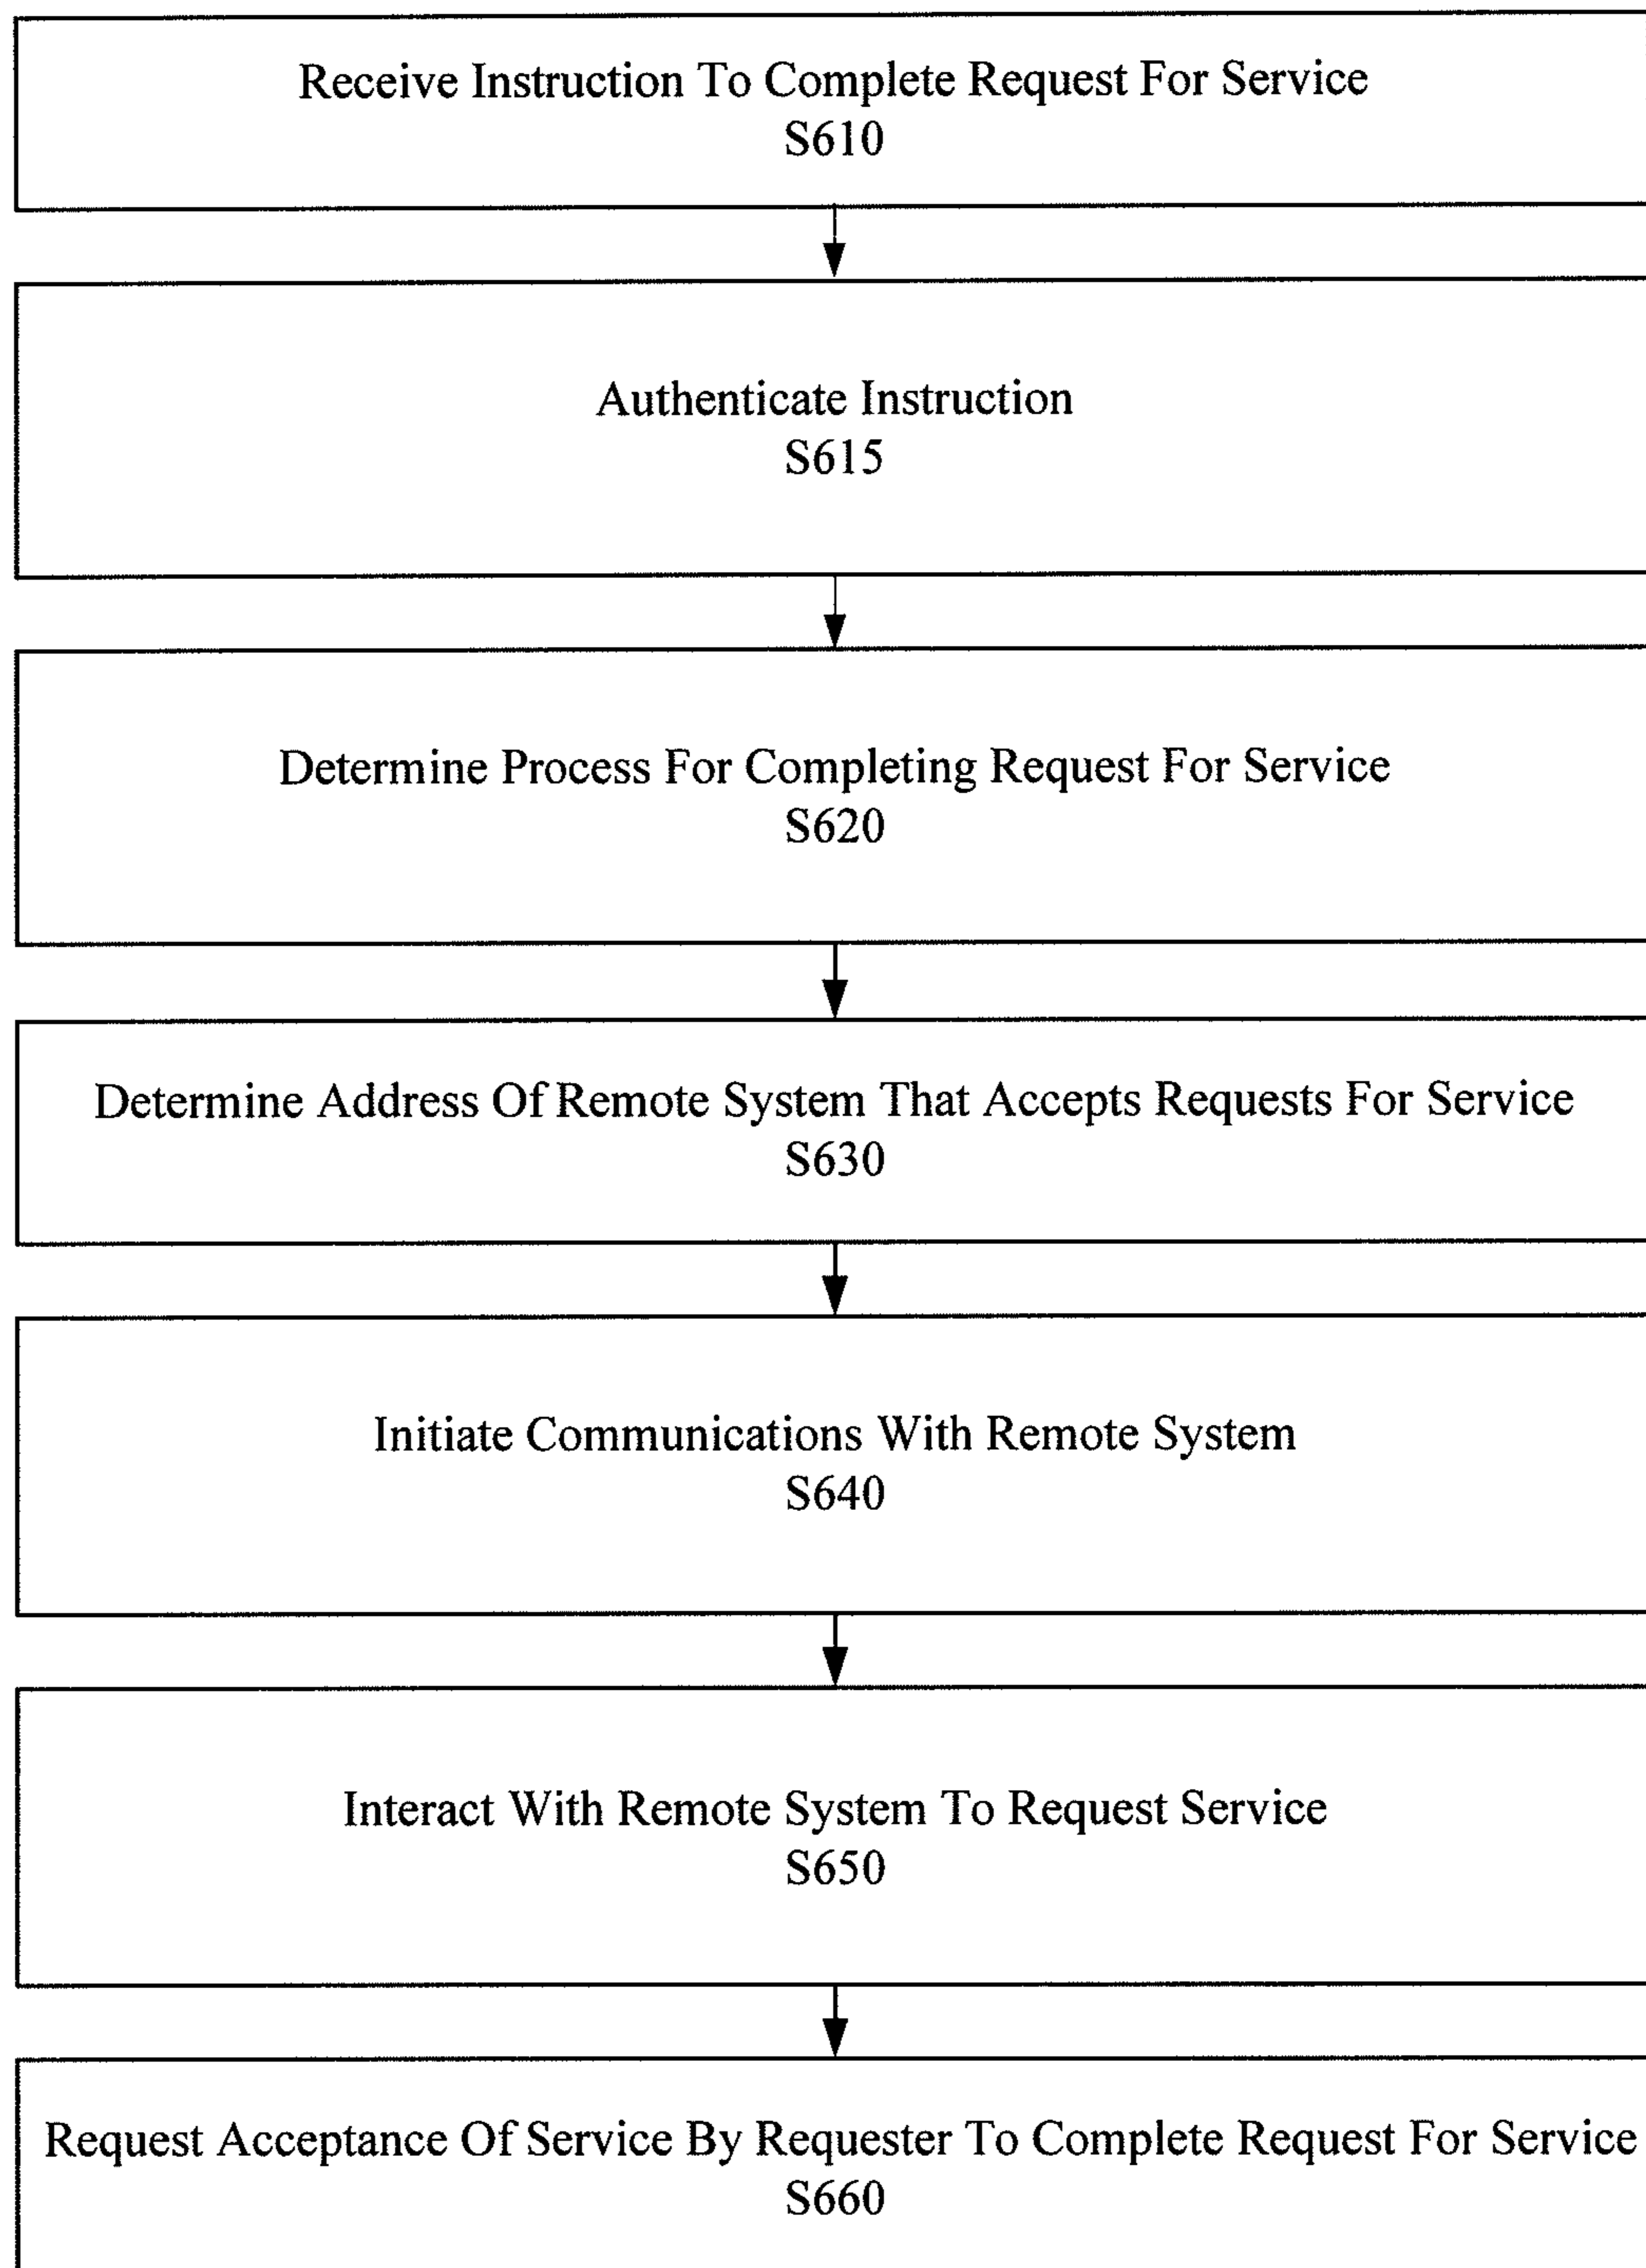 Receive Instruction To Complete Request For Service
S610
Authenticate Instruction
S615
Determine Process For Completing Request For Service
S620
Determine Address Of Remote System That Accepts Requests For Service
S630
Initiate Communications With Remote System
S640
Interact With Remote System To Request Service
S650
Request Acceptance Of Service By Requester To Complete Request For Service
S660